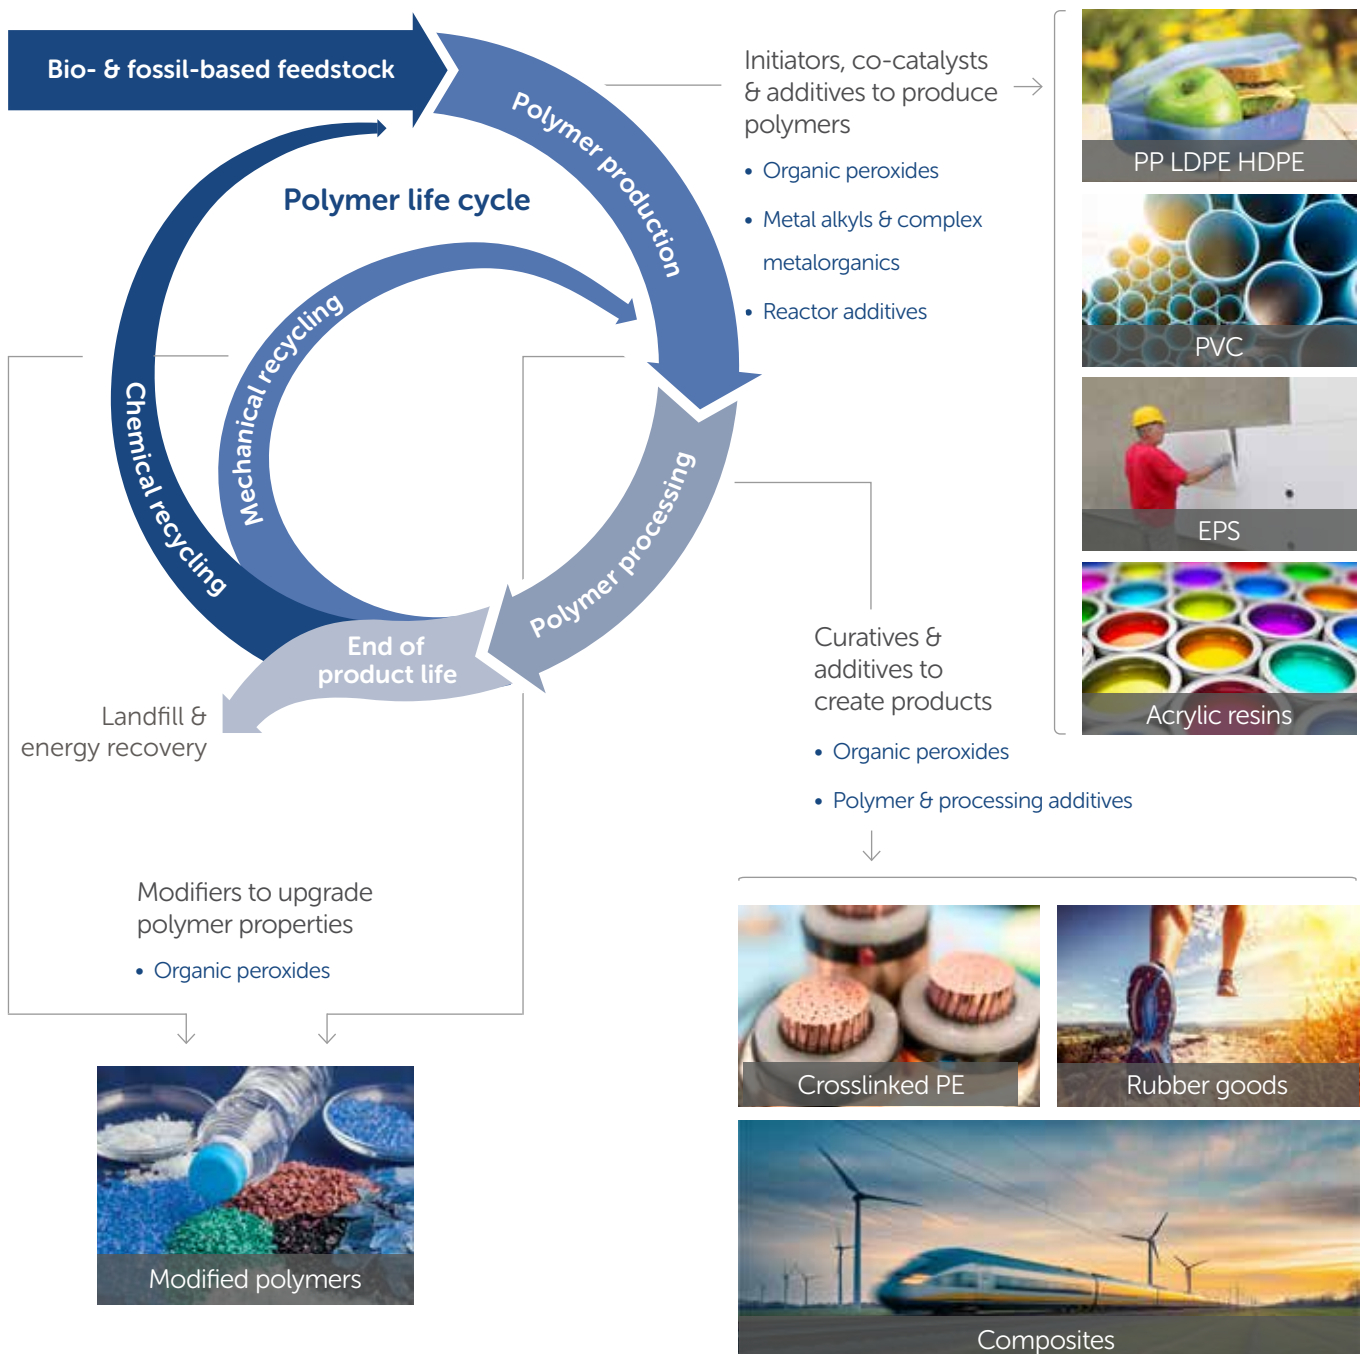 Bio- & fossil-based feedstock
Polymer production
Polymer life cycle
Mechanical recycling
Chemical recycling
Polymer processing
End of
product life
Landfill &
energy recovery
Initiators, co-catalysts
& additives to produce
polymers
• Organic peroxides
• Metal alkyls & complex
metalorganics
• Reactor additives
PP LDPE HDPE
PVC
EPS
Acrylic resins
Curatives &
additives to
create products
• Organic peroxides
• Polymer & processing additives
Modifiers to upgrade
polymer properties
• Organic peroxides
Modified polymers
Crosslinked PE
Rubber goods
Composites